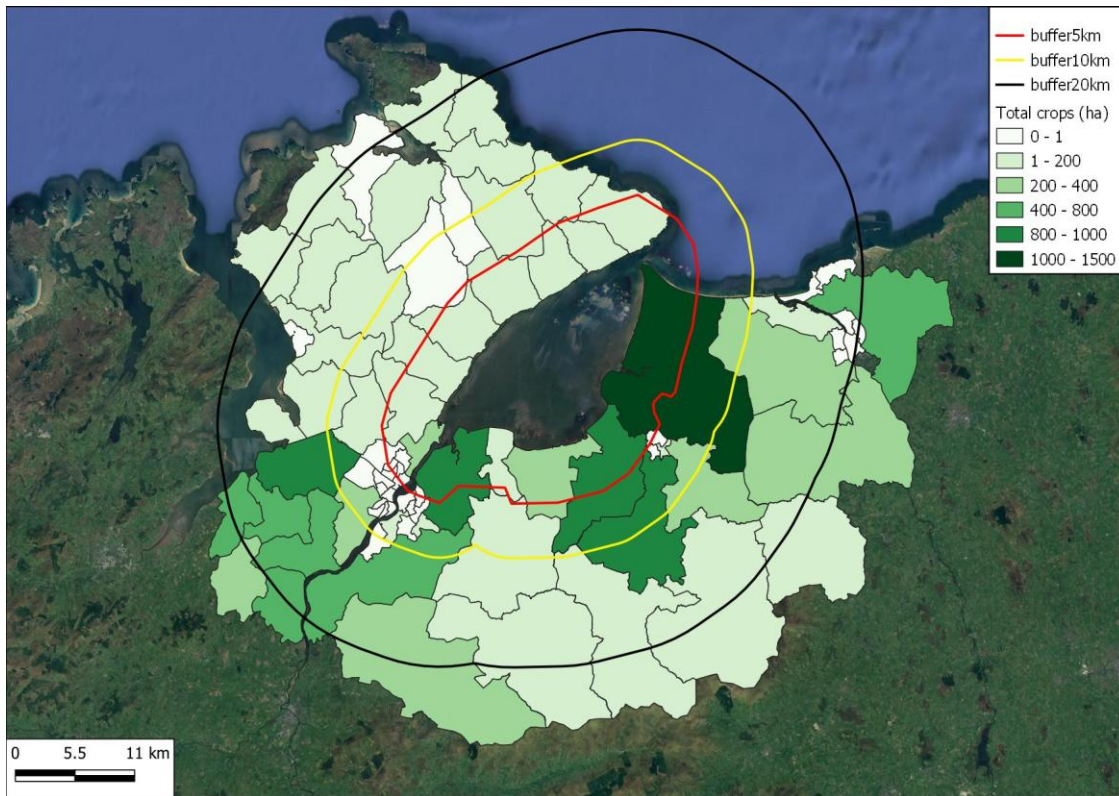 buffer5km
buffer10km
buffer20km
Total crops (ha)
0 - 1
1 - 200
200 - 400
400 - 800
800 - 1000
1000 - 1500
0 5.5 11 km